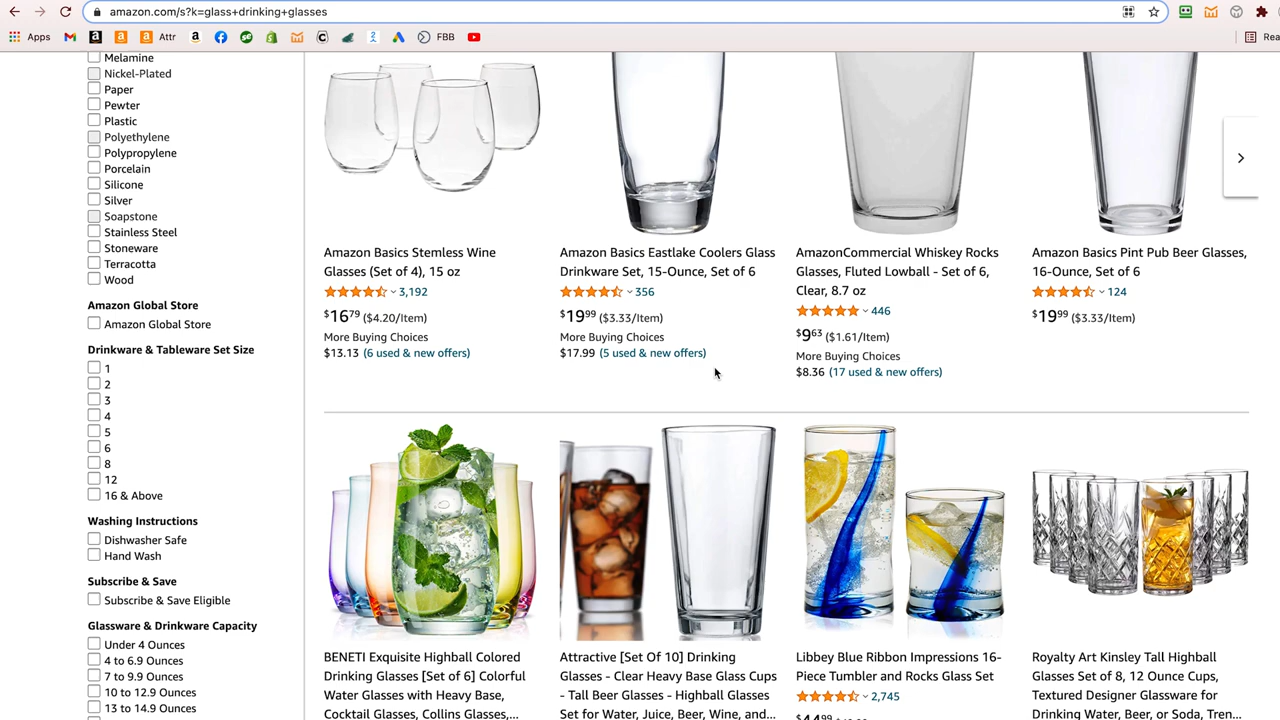 amazon.com/s?k=glass+drinking+glasses
Apps
Attr
FBB
Rea
Melamine
Nickel-Plated
Paper
Pewter
Plastic
Polyethylene
Polypropylene
Porcelain
Silicone
Silver
Soapstone
Stainless Steel
Stoneware
Terracotta
Wood
Amazon Global Store
Amazon Global Store
Drinkware & Tableware Set Size
1
2
3
4
5
6
8
12
16 & Above
Washing Instructions
Dishwasher Safe
Hand Wash
Subscribe & Save
Subscribe & Save Eligible
Glassware & Drinkware Capacity
Under 4 Ounces
4 to 6.9 Ounces
7 to 9.9 Ounces
10 to 12.9 Ounces
13 to 14.9 Ounces
Amazon Basics Stemless Wine
Glasses (Set of 4), 15 oz
3,192
$16.79 ($4.20/Item)
More Buying Choices
$13.13 (6 used & new offers)
Amazon Basics Eastlake Coolers Glass
Drinkware Set, 15-Ounce, Set of 6
356
$19.99 ($3.33/Item)
More Buying Choices
$17.99 (5 used & new offers)
AmazonCommercial Whiskey Rocks
Glasses, Fluted Lowball - Set of 6,
Clear, 8.7 oz
446
$9.63 ($1.61/Item)
More Buying Choices
$8.36 (17 used & new offers)
Amazon Basics Pint Pub Beer Glasses,
16-Ounce, Set of 6
124
$19.99 ($3.33/Item)
BENETI Exquisite Highball Colored
Drinking Glasses [Set of 6] Colorful
Water Glasses with Heavy Base,
Cocktail Glasses, Collins Glasses,...
Attractive [Set Of 10] Drinking
Glasses - Clear Heavy Base Glass Cups
- Tall Beer Glasses - Highball Glasses
Set for Water, Juice, Beer, Wine, and...
Libbey Blue Ribbon Impressions 16-
Piece Tumbler and Rocks Glass Set
2,745
Royalty Art Kinsley Tall Highball
Glasses Set of 8, 12 Ounce Cups,
Textured Designer Glassware for
Drinking Water, Beer, or Soda, Tren...